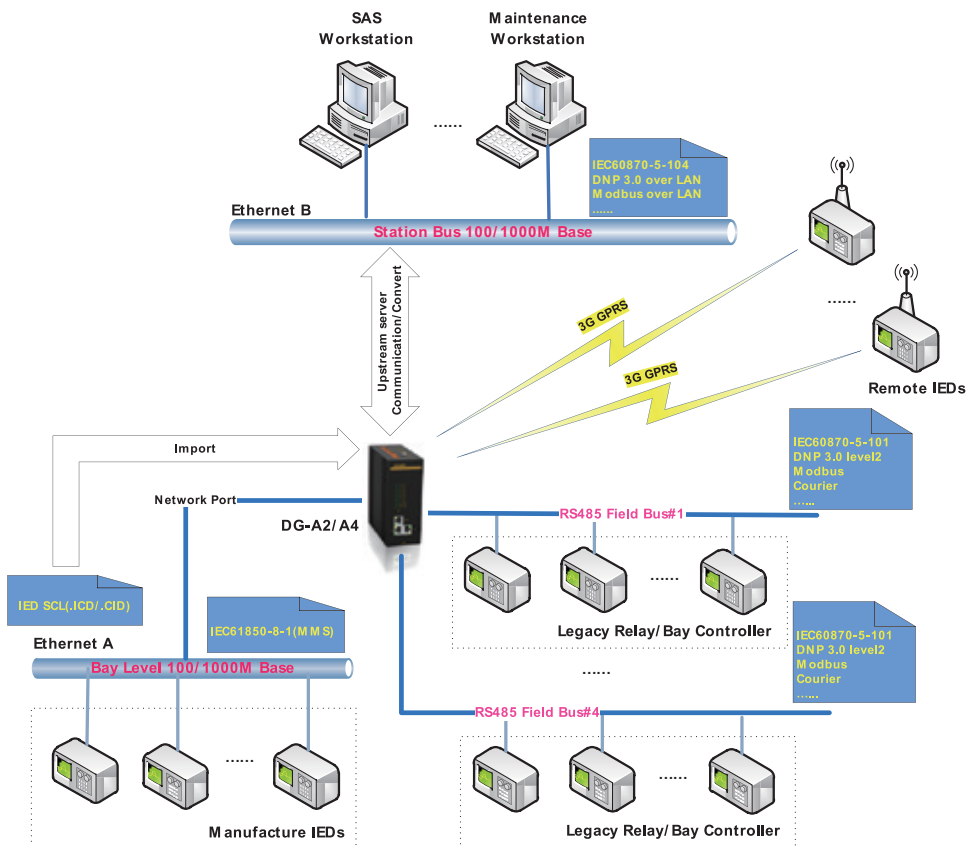 SAS
Workstation
Maintenance
Workstation
......
IEC60870-5-104
DNP 3.0 over LAN
Modbus over LAN
......
Ethernet B
Station Bus 100/1000M Base
Upstream server
Communication/Convert
3G GPRS
3G GPRS
......
Remote IEDs
Import
Network Port
DG-A2/A4
IEC60870-5-101
DNP 3.0 level2
Modbus
Courier
......
RS485 Field Bus#1
......
Legacy Relay/Bay Controller
IED SCL(.ICD/.CID)
IEC61850-8-1(MMS)
Ethernet A
Bay Level 100/1000M Base
......
Manufacture IEDs
......
IEC60870-5-101
DNP 3.0 level2
Modbus
Courier
......
RS485 Field Bus#4
......
Legacy Relay/Bay Controller